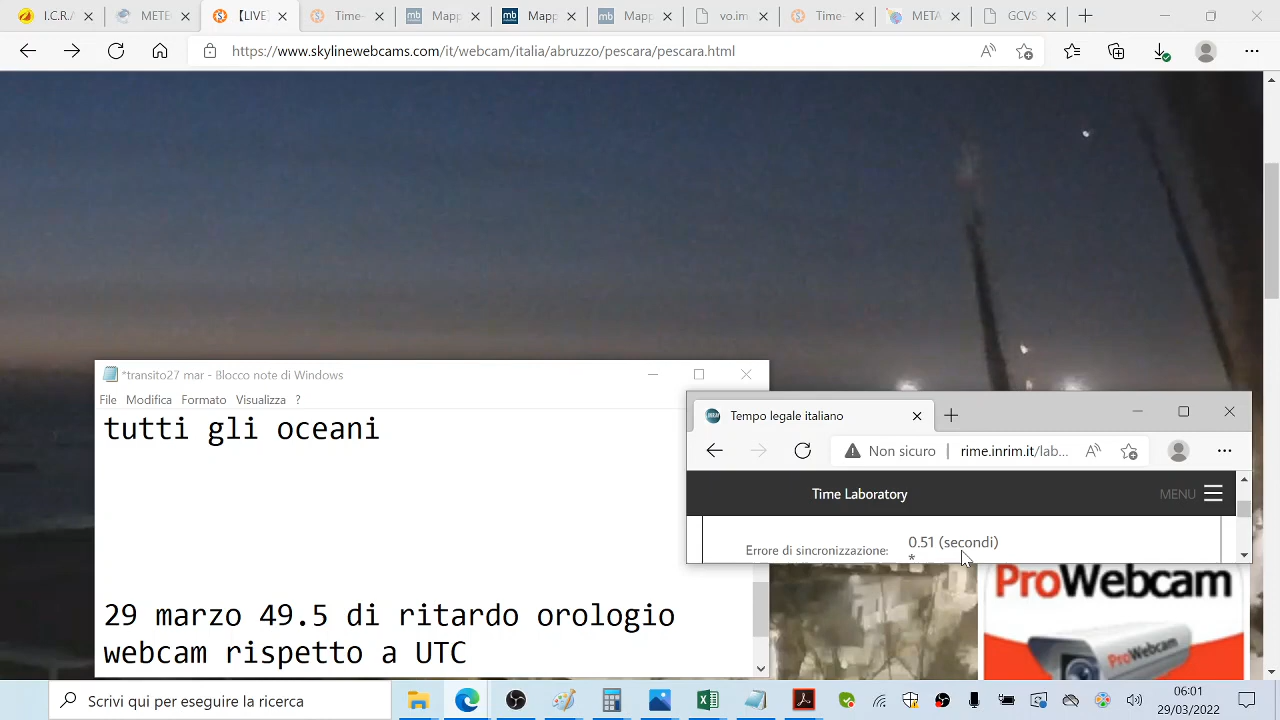 I.C.R.
METE
【LIVE】
Time-
Mapp
Mapp
Mapp
vo.im
Time-
META
GCVS
https://www.skylinewebcams.com/it/webcam/italia/abruzzo/pescara/pescara.html
*transito27 mar - Blocco note di Windows
File Modifica Formato Visualizza ?
tutti gli oceani
29 marzo 49.5 di ritardo orologio
webcam rispetto a UTC
Tempo legale italiano
Non sicuro
rime.inrim.it/lab...
Time Laboratory
MENU
Errore di sincronizzazione:
0.51 (secondi)
*
ProWebcam
ProWebcam
Scrivi qui per eseguire la ricerca
06:01
29/03/2022